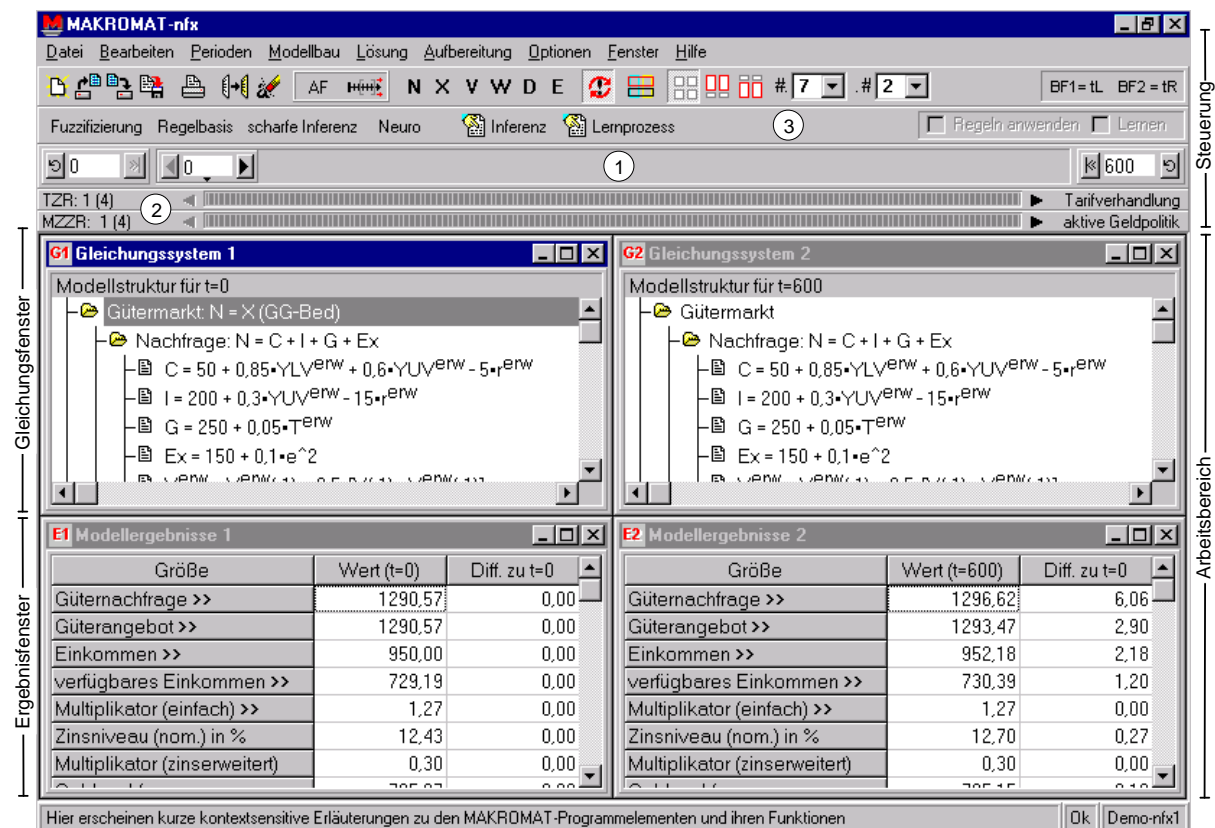 MAKROMAT-nfx
Datei Bearbeiten Perioden Modellbau Lösung Aufbereitung Optionen Fenster Hilfe
AF N X V W D E #. 7 .# 2 BF1=tL BF2=tR
Fuzzifizierung Regelbasis scharfe Inferenz Neuro Inferenz Lernprozess 3 Regeln anwenden Lernen
0 0 1 600
TZR: 1 (4) Tarifverhandlung
2
MZZR: 1 (4) aktive Geldpolitik
Steuerung
Gleichungsfenster
G1 Gleichungssystem 1
Modellstruktur für t=0
Gütermarkt: N = X (GG-Bed)
Nachfrage: N = C + I + G + Ex
C = 50 + 0,85▪YLV^erw + 0,6▪YUV^erw - 5▪r^erw
I = 200 + 0,3▪YUV^erw - 15▪r^erw
G = 250 + 0,05▪T^erw
Ex = 150 + 0,1▪e^2
G2 Gleichungssystem 2
Modellstruktur für t=600
Gütermarkt
Nachfrage: N = C + I + G + Ex
C = 50 + 0,85▪YLV^erw + 0,6▪YUV^erw - 5▪r^erw
I = 200 + 0,3▪YUV^erw - 15▪r^erw
G = 250 + 0,05▪T^erw
Ex = 150 + 0,1▪e^2
Arbeitsbereich
Ergebnisfenster
E1 Modellergebnisse 1
Größe Wert (t=0) Diff. zu t=0
Güternachfrage >> 1290,57 0,00
Güterangebot >> 1290,57 0,00
Einkommen >> 950,00 0,00
verfügbares Einkommen >> 729,19 0,00
Multiplikator (einfach) >> 1,27 0,00
Zinsniveau (nom.) in % 12,43 0,00
Multiplikator (zinserweitert) 0,30 0,00
E2 Modellergebnisse 2
Größe Wert (t=600) Diff. zu t=0
Güternachfrage >> 1296,62 6,06
Güterangebot >> 1293,47 2,90
Einkommen >> 952,18 2,18
verfügbares Einkommen >> 730,39 1,20
Multiplikator (einfach) >> 1,27 0,00
Zinsniveau (nom.) in % 12,70 0,27
Multiplikator (zinserweitert) 0,30 0,00
Hier erscheinen kurze kontextsensitive Erläuterungen zu den MAKROMAT-Programmelementen und ihren Funktionen Ok Demo-nfx1